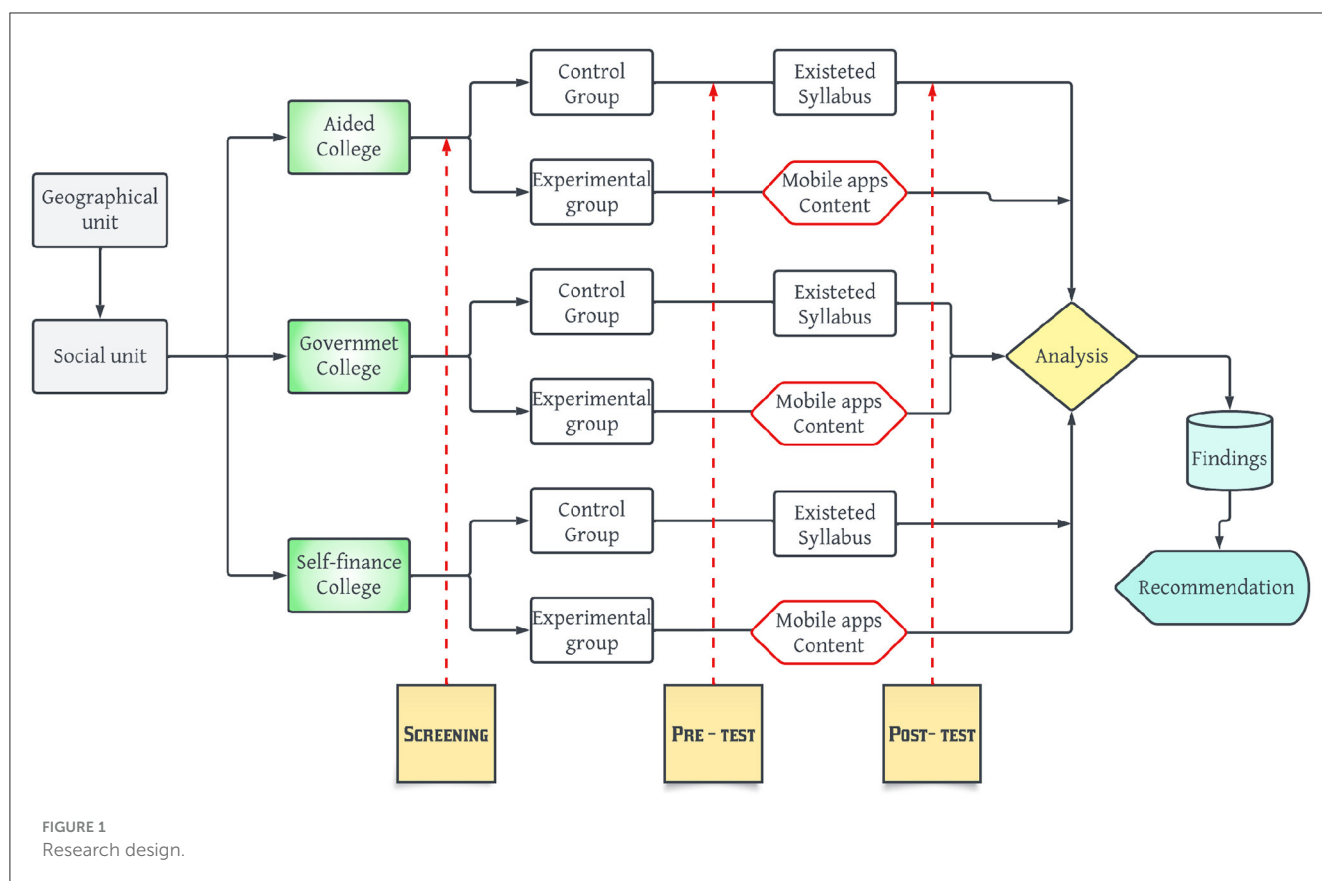 Geographical
unit
Social unit
Aided
College
Governmet
College
Self-finance
College
Control
Group
Existeted
Syllabus
Experimental
group
Mobile apps
Content
Control
Group
Existeted
Syllabus
Experimental
group
Mobile apps
Content
Control
Group
Existeted
Syllabus
Experimental
group
Mobile apps
Content
Analysis
Findings
Recommendation
SCREENING
PRE - TEST
POST- TEST
FIGURE 1
Research design.